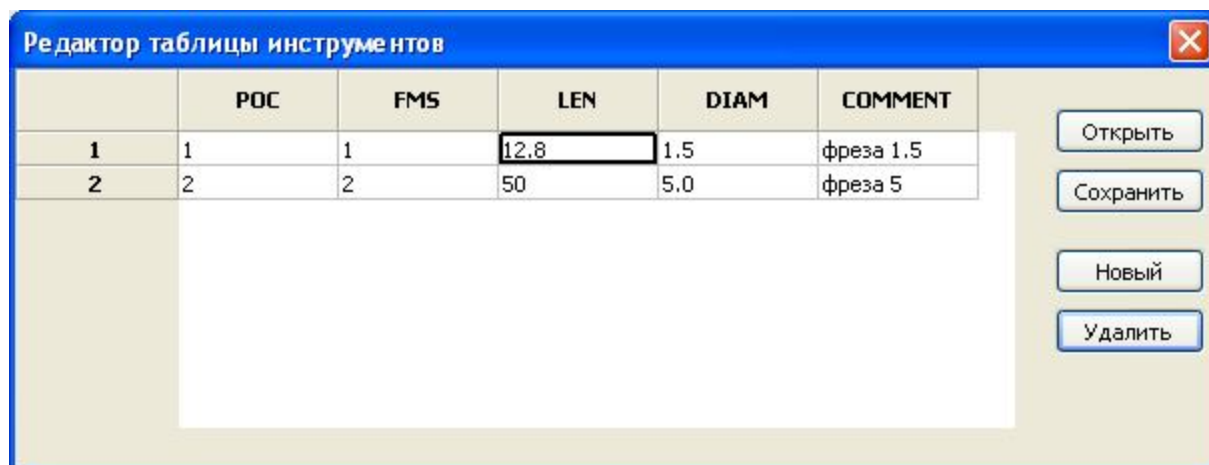 Редактор таблицы инструментов
POC FMS LEN DIAM COMMENT
1 1 1 12.8 1.5 фреза 1.5
2 2 2 50 5.0 фреза 5
Открыть
Сохранить
Новый
Удалить